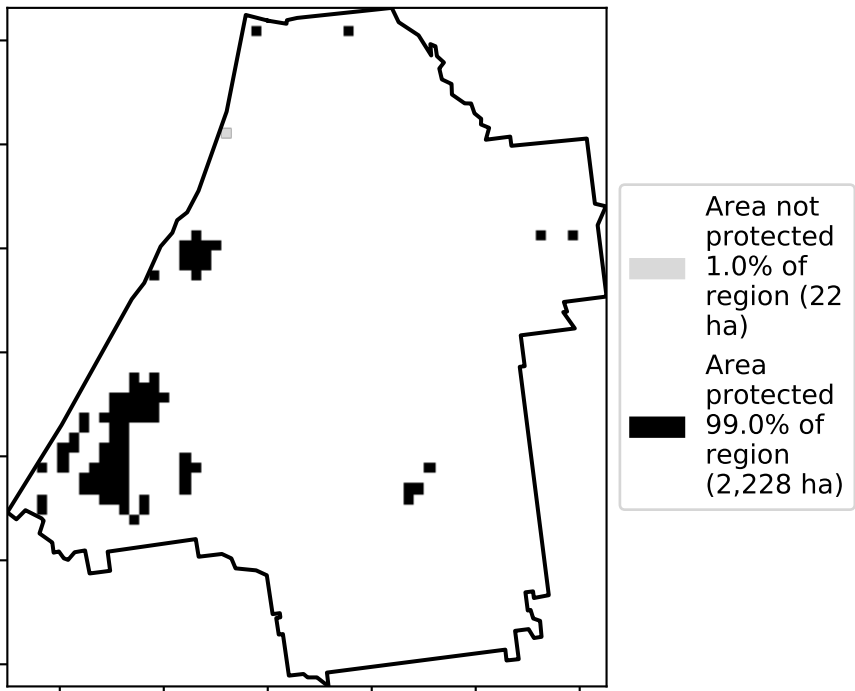 Area not
protected
1.0% of
region (22
ha)
Area
protected
99.0% of
region
(2,228 ha)